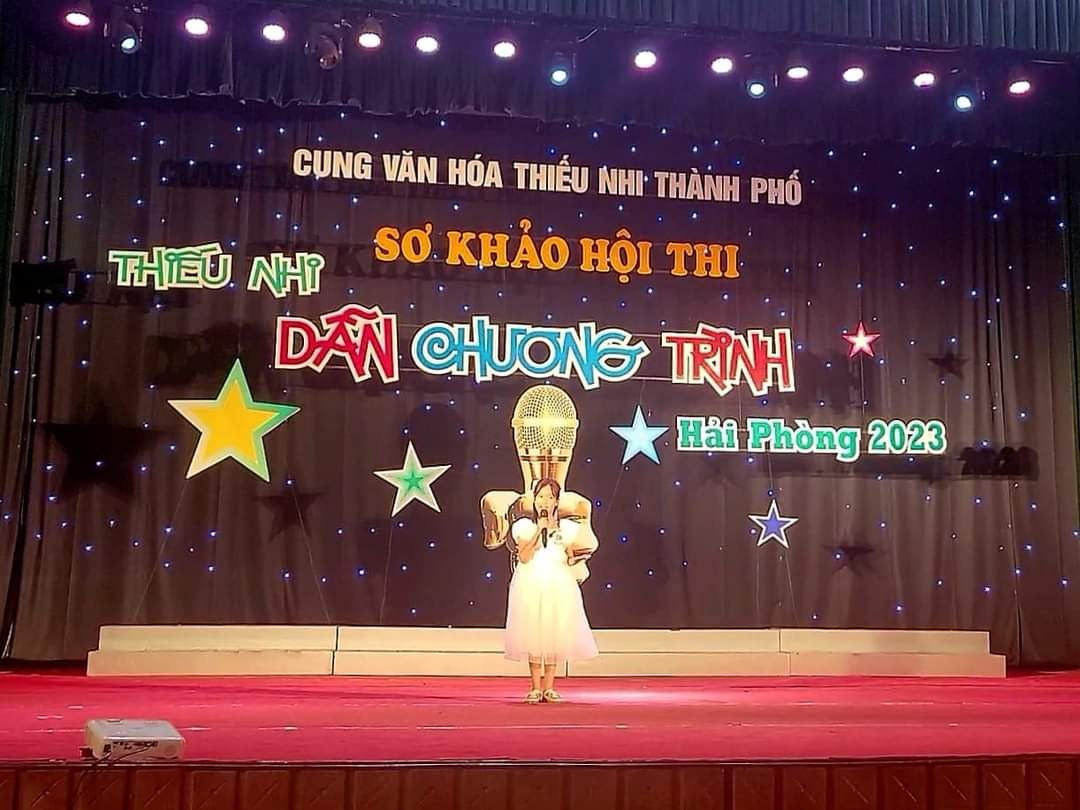 CUNG VĂN HÓA THIẾU NHI THÀNH PHỐ
SƠ KHẢO HỘI THI
THIẾU NHI
DẪN CHƯƠNG TRÌNH
Hải Phòng 2023